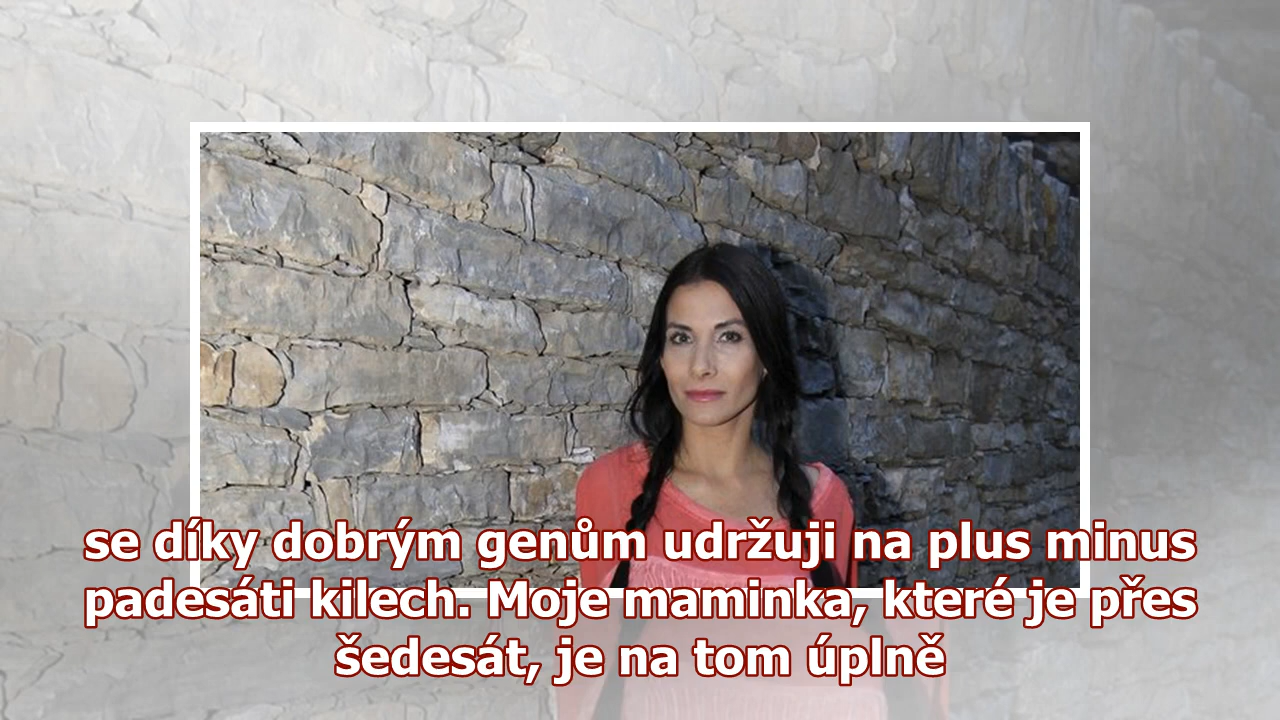 se díky dobrým genům udržuji na plus minus
padesáti kilech. Moje maminka, které je přes
šedesát, je na tom úplně